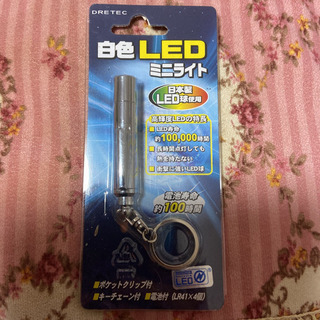 DRETEC
白色LED
ミニライト
日本製
LED球使用
高輝度LEDの特長
■LED寿命
約100,000時間
■長時間点灯しても
熱を持たない
■衝撃に強いLED球
電池寿命
約100時間
LED
■ポケットクリップ付
■キーチェーン付 ■電池付(LR41×4個)